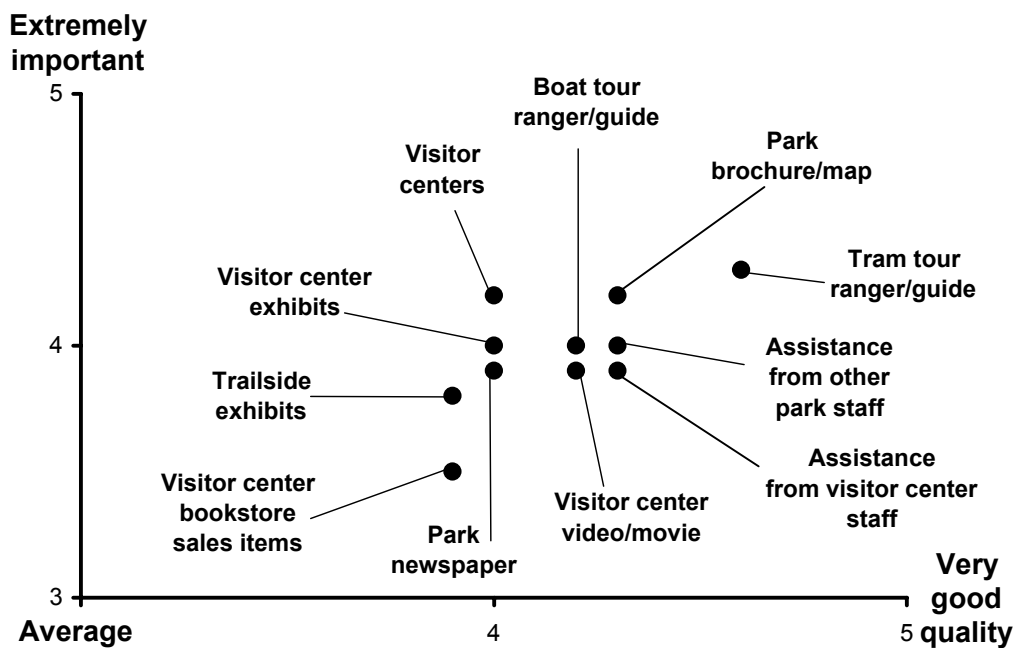 Extremely
important
5
Boat tour
ranger/guide
Park
brochure/map
Visitor
centers
Tram tour
ranger/guide
Visitor center
exhibits
4
Assistance
from other
park staff
Trailside
exhibits
Assistance
from visitor center
staff
Visitor center
bookstore
sales items
Visitor center
video/movie
Park
newspaper
3
Very
good
quality
Average
4
5